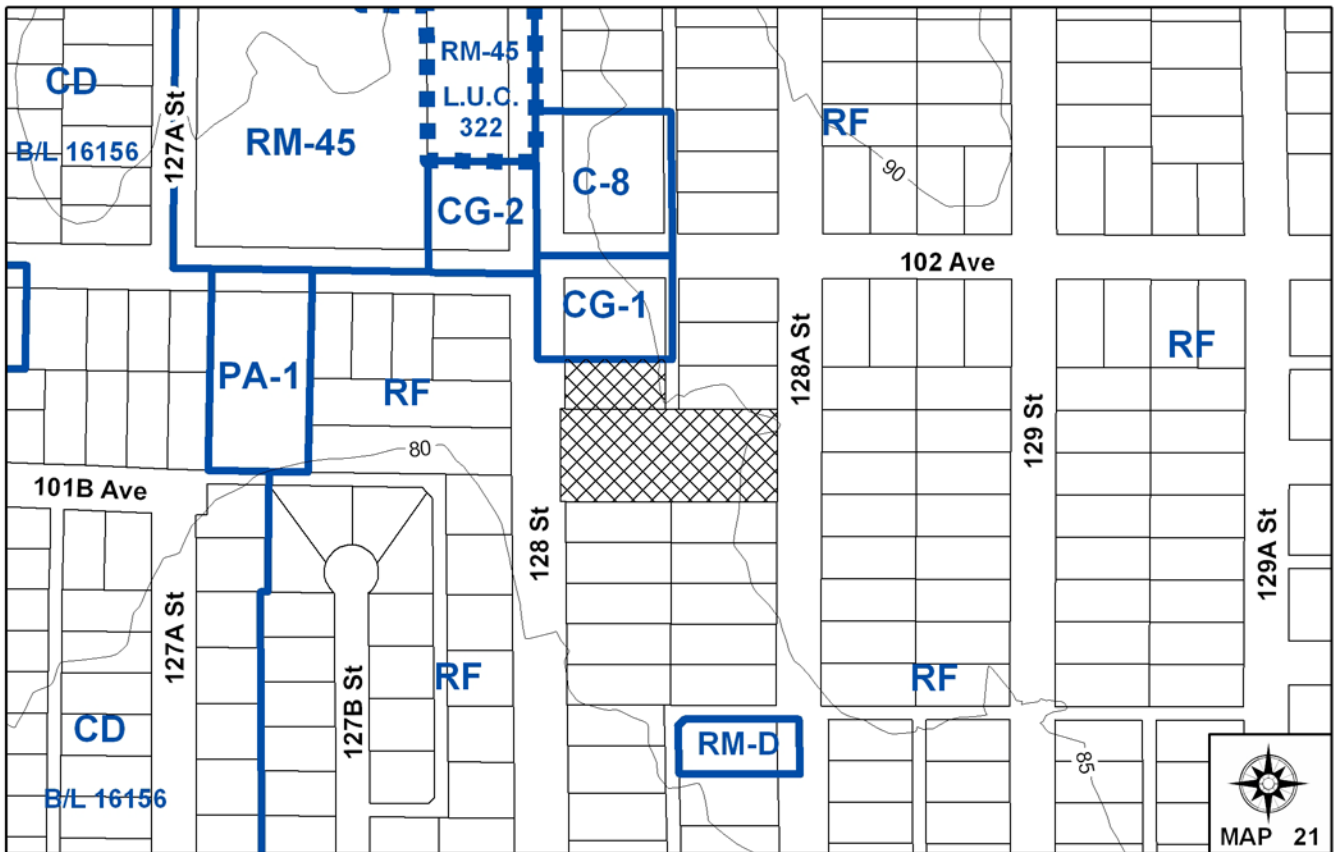 CD
B/L 16156
127A St
RM-45
RM-45
L.U.C.
322
CG-2
C-8
RF
90
102 Ave
CG-1
PA-1
RF
128A St
RF
129 St
80
101B Ave
128 St
129A St
127A St
127B St
RF
RF
CD
B/L 16156
RM-D
85
MAP 21